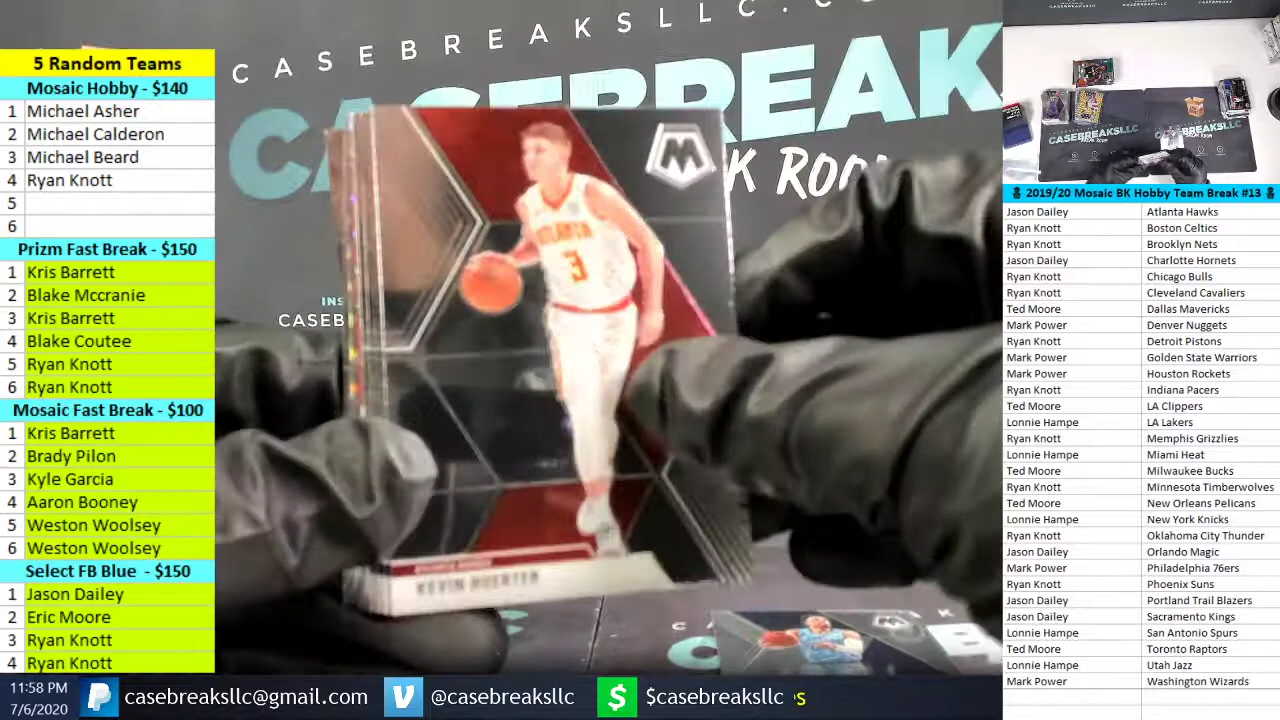 5 Random Teams
Mosaic Hobby - $140
1 Michael Asher
2 Michael Calderon
3 Michael Beard
4 Ryan Knott
5
6
Prizm Fast Break - $150
1 Kris Barrett
2 Blake Mccranie
3 Kris Barrett
4 Blake Coutee
5 Ryan Knott
6 Ryan Knott
Mosaic Fast Break - $100
1 Kris Barrett
2 Brady Pilon
3 Kyle Garcia
4 Aaron Booney
5 Weston Woolsey
6 Weston Woolsey
Select FB Blue - $150
1 Jason Dailey
2 Eric Moore
3 Ryan Knott
4 Ryan Knott
CASEBREAKSLLC.CO
CASEBREAK
K ROO
INS
CASEB
M
ATLANTA
3
KEVIN HUERTER
CASEBREAKSLLC
BREAK ROOM
CASEBREAKSLLC
2019/20 Mosaic BK Hobby Team Break #13
Jason Dailey Atlanta Hawks
Ryan Knott Boston Celtics
Ryan Knott Brooklyn Nets
Jason Dailey Charlotte Hornets
Ryan Knott Chicago Bulls
Ryan Knott Cleveland Cavaliers
Ted Moore Dallas Mavericks
Mark Power Denver Nuggets
Ryan Knott Detroit Pistons
Mark Power Golden State Warriors
Mark Power Houston Rockets
Ryan Knott Indiana Pacers
Ted Moore LA Clippers
Lonnie Hampe LA Lakers
Ryan Knott Memphis Grizzlies
Lonnie Hampe Miami Heat
Ted Moore Milwaukee Bucks
Ryan Knott Minnesota Timberwolves
Ted Moore New Orleans Pelicans
Lonnie Hampe New York Knicks
Ryan Knott Oklahoma City Thunder
Jason Dailey Orlando Magic
Mark Power Philadelphia 76ers
Ryan Knott Phoenix Suns
Jason Dailey Portland Trail Blazers
Jason Dailey Sacramento Kings
Lonnie Hampe San Antonio Spurs
Ted Moore Toronto Raptors
Lonnie Hampe Utah Jazz
Mark Power Washington Wizards
11:58 PM
7/6/2020
casebreaksllc@gmail.com
@casebreaksllc
$casebreaksllc
s